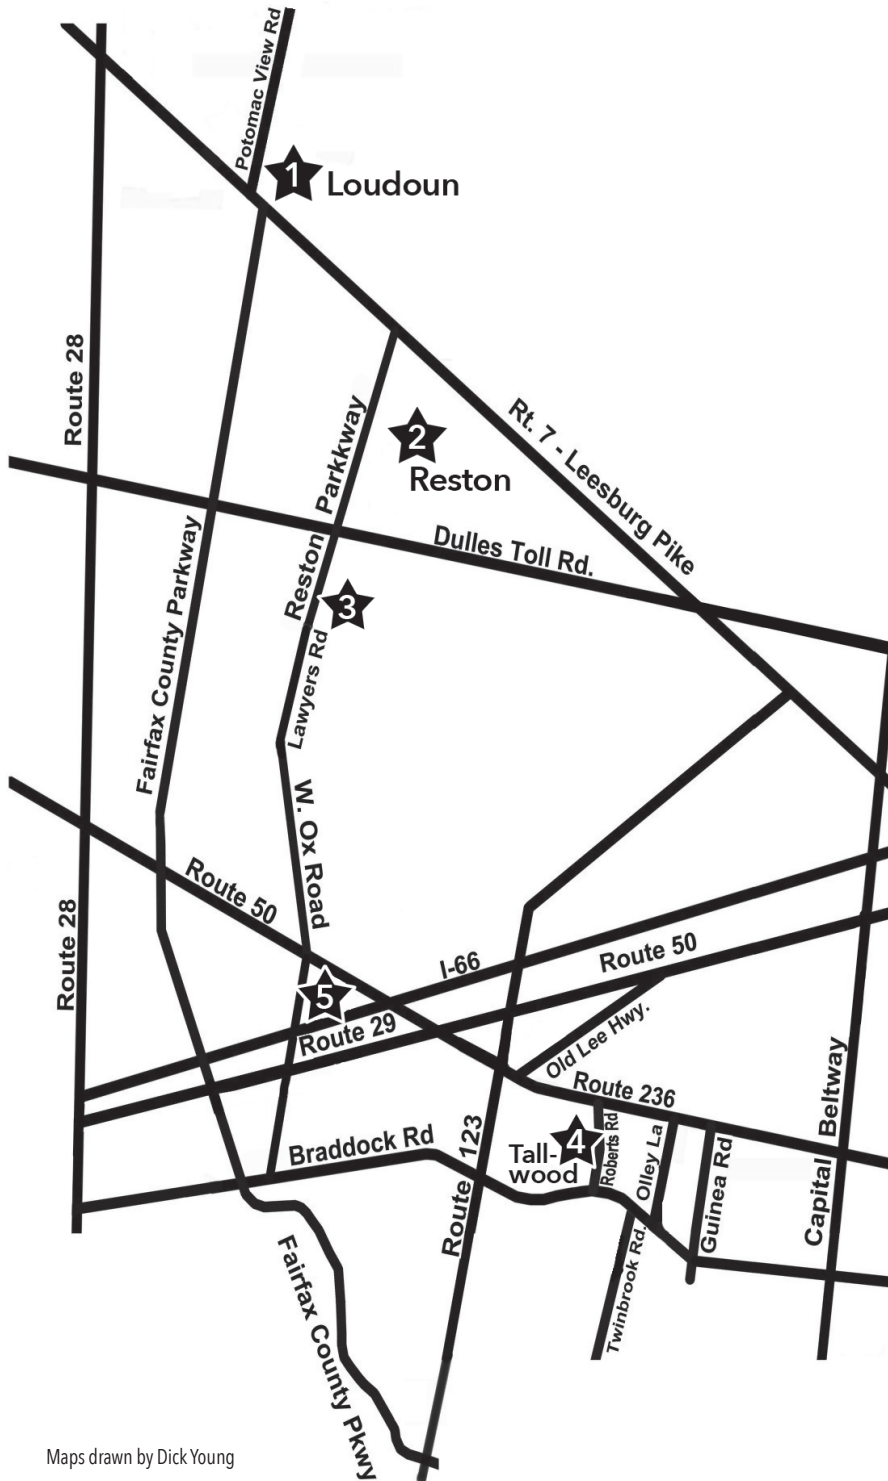 Potomac View Rd
1
Loudoun
Route 28
Rt. 7 - Leesburg Pike
2
Reston
Reston Parkkway
Dulles Toll Rd.
Fairfax County Parkway
3
Lawyers Rd
W. Ox Road
Route 50
Route 28
I-66
Route 50
5
Route 29
Old Lee Hwy.
Route 236
Braddock Rd
Route 123
4
Tall-
wood
Roberts Rd
Olley La
Guinea Rd
Capital Beltway
Twinbrook Rd.
Fairfax County Pkwy
Maps drawn by Dick Young